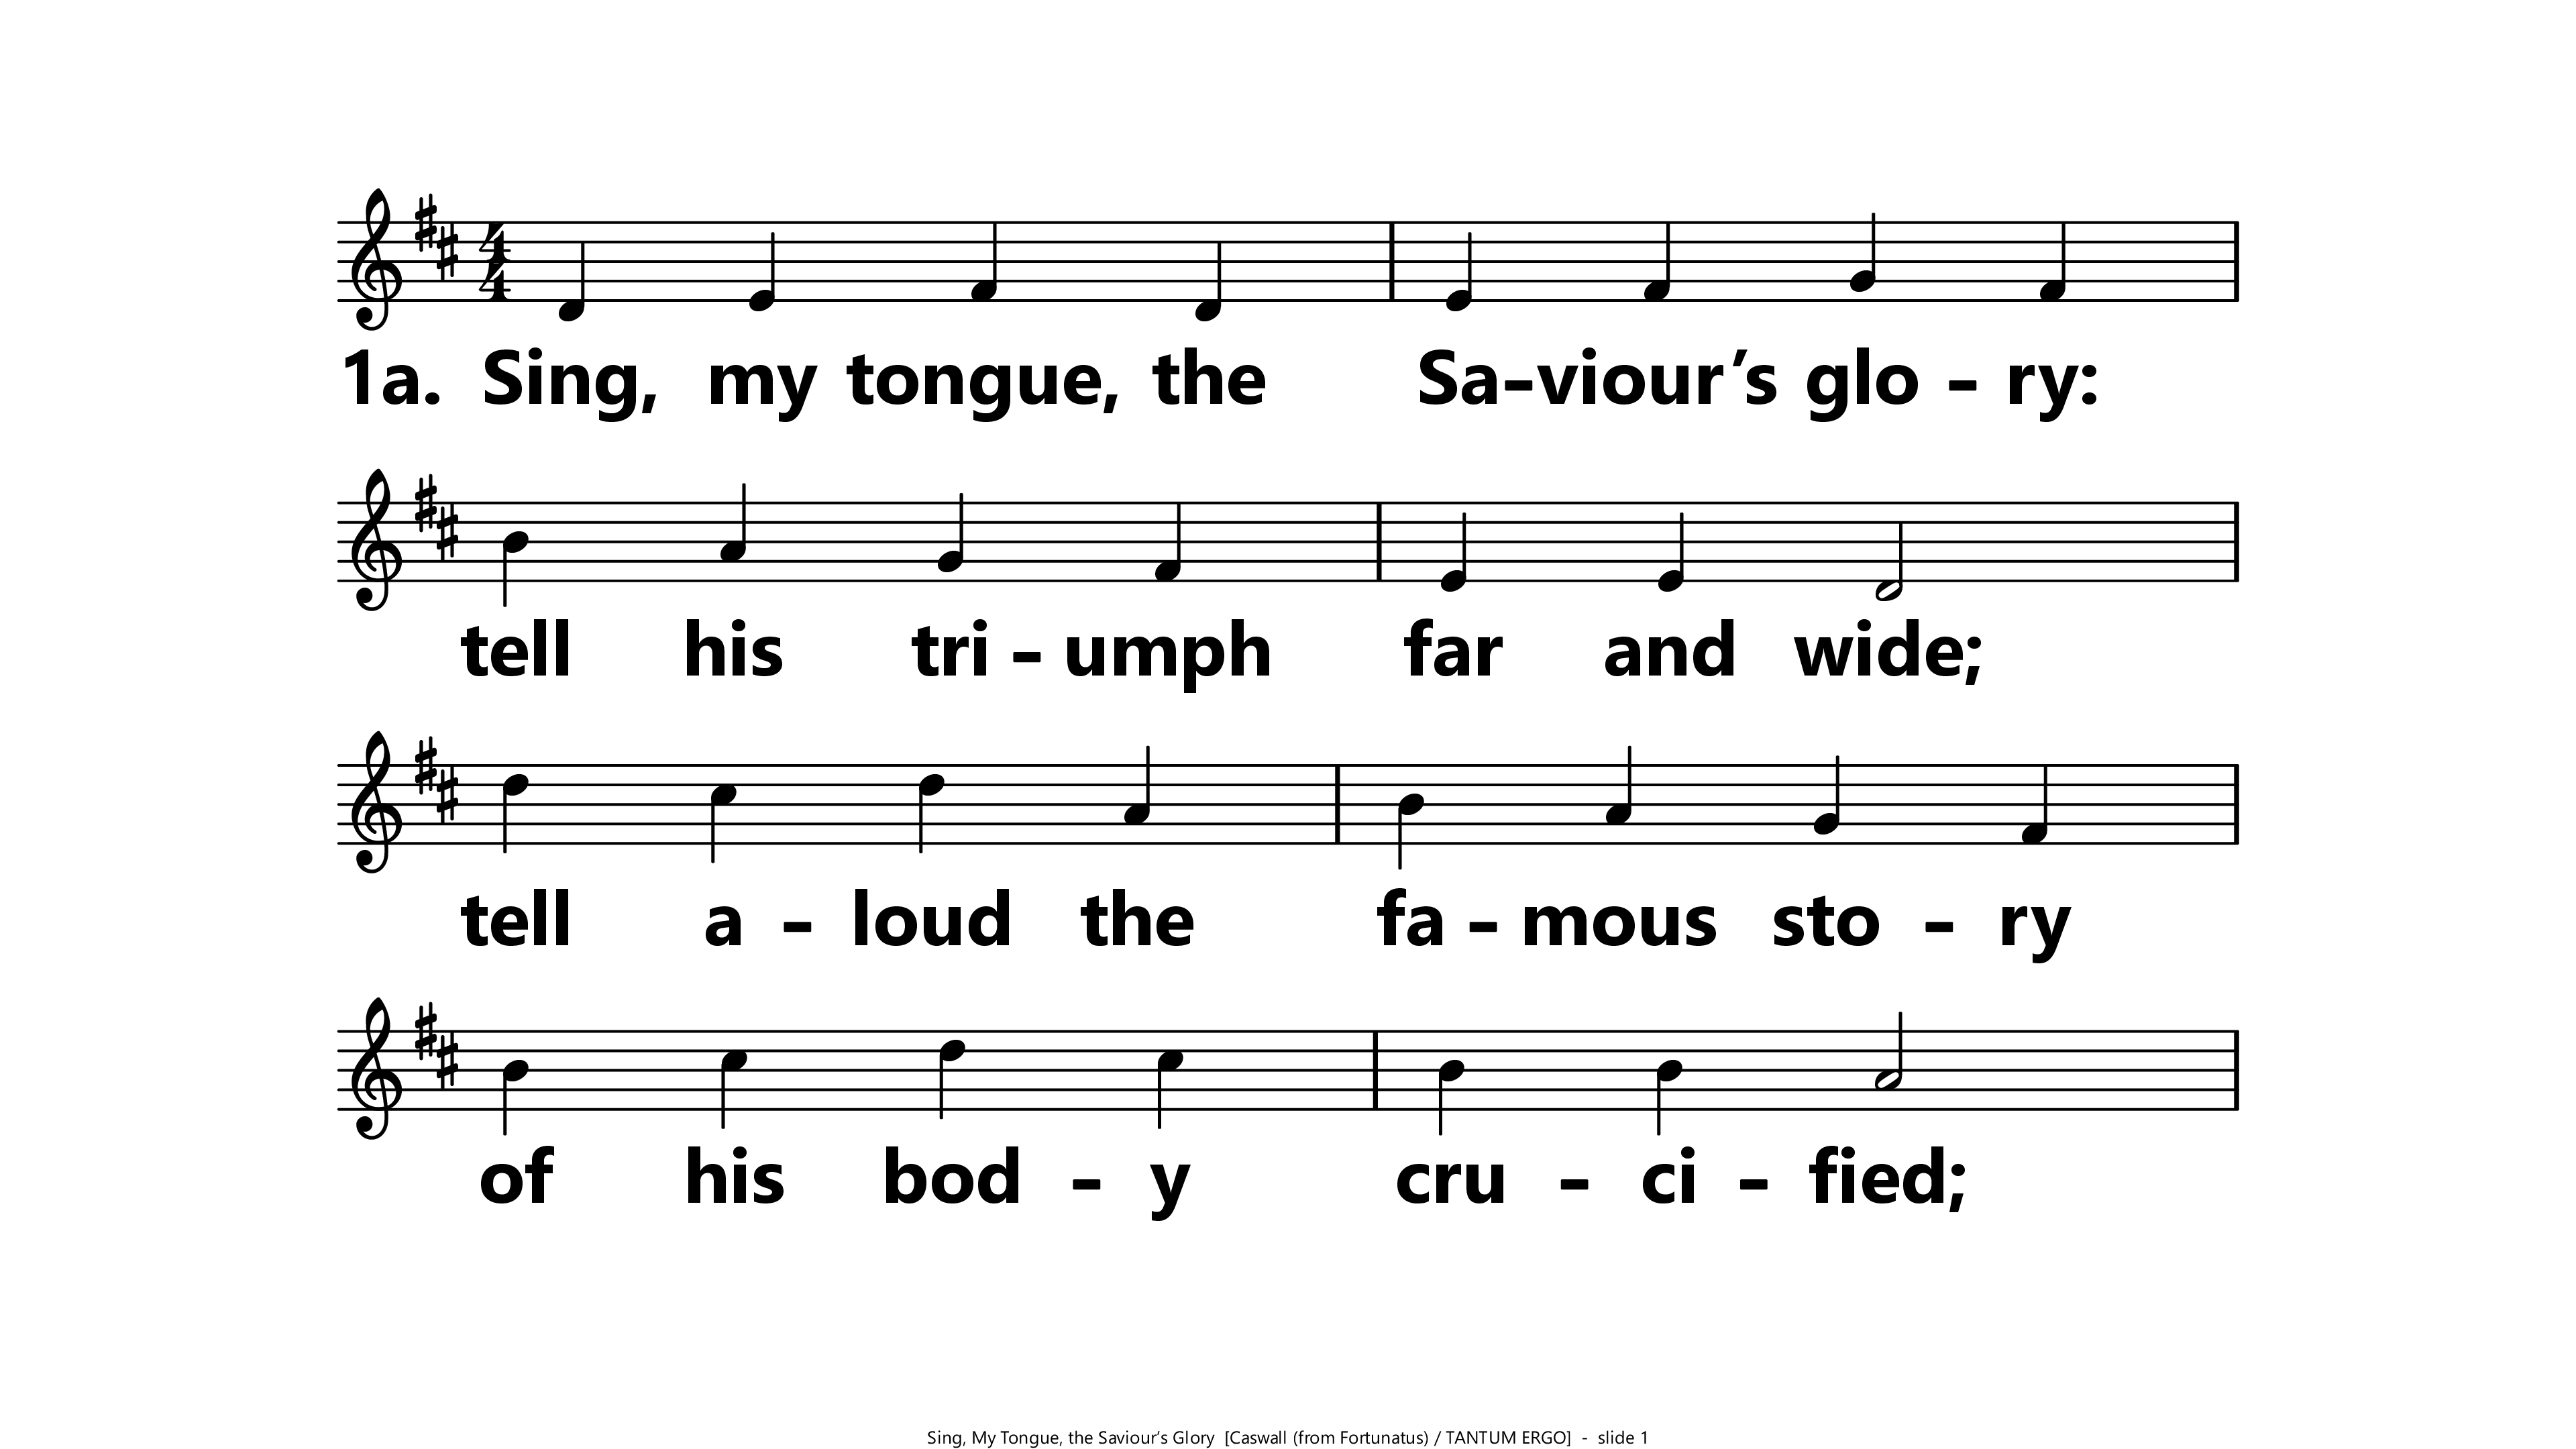 4
4
1a. Sing, my tongue, the Sa-viour’s glo - ry:
tell his tri - umph far and wide;
tell a - loud the fa - mous sto - ry
of his bod - y cru - ci - fied;
Sing, My Tongue, the Saviour’s Glory [Caswall (from Fortunatus) / TANTUM ERGO] - slide 1